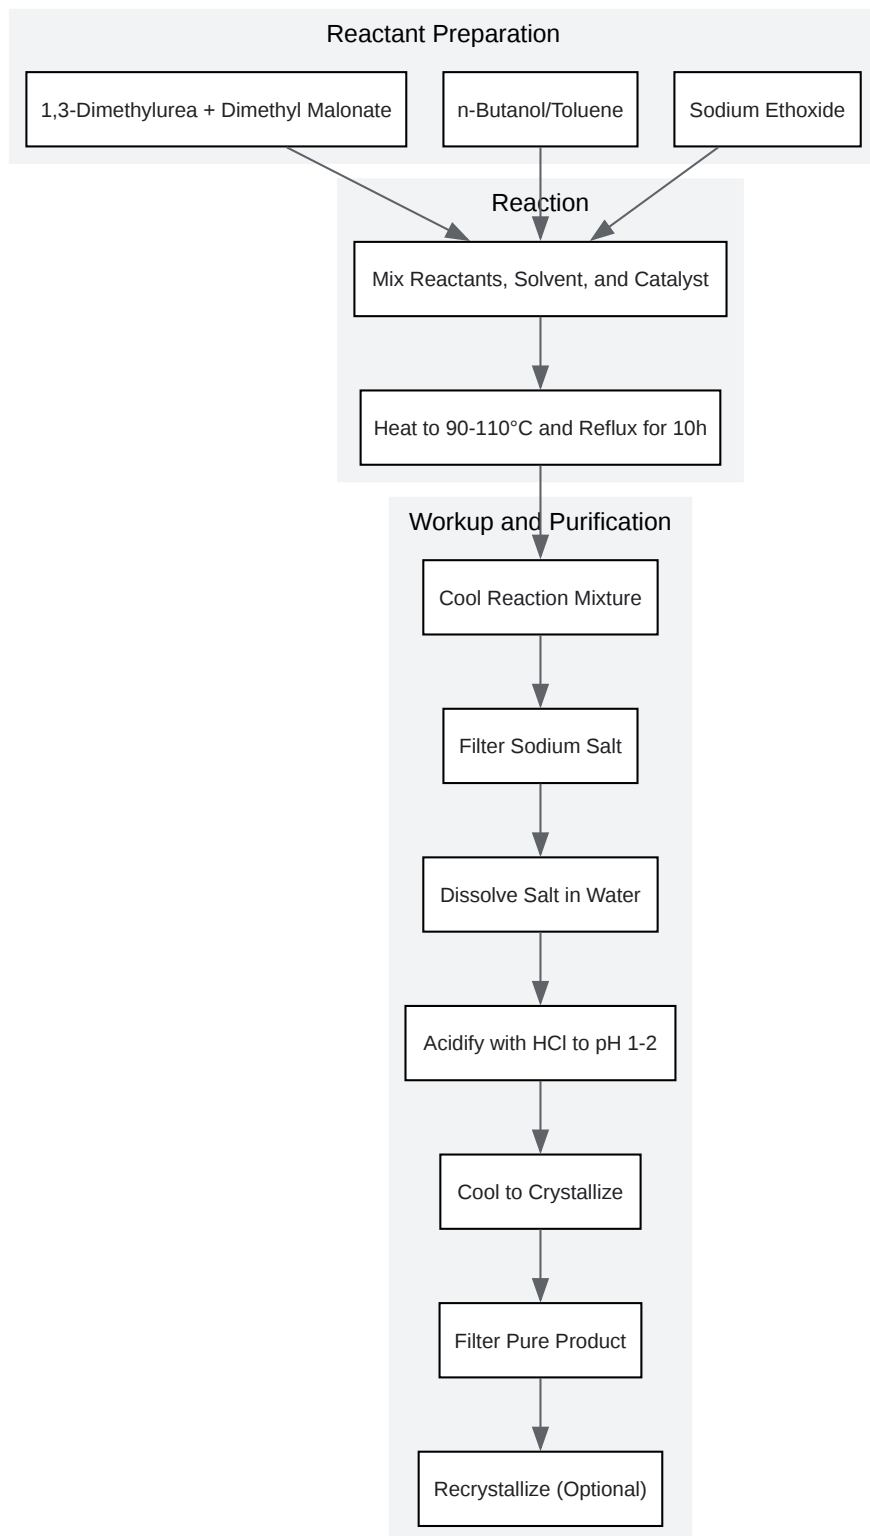 Reactant Preparation
1,3-Dimethylurea + Dimethyl Malonate
n-Butanol/Toluene
Sodium Ethoxide
Reaction
Mix Reactants, Solvent, and Catalyst
Heat to 90-110°C and Reflux for 10h
Workup and Purification
Cool Reaction Mixture
Filter Sodium Salt
Dissolve Salt in Water
Acidify with HCl to pH 1-2
Cool to Crystallize
Filter Pure Product
Recrystallize (Optional)